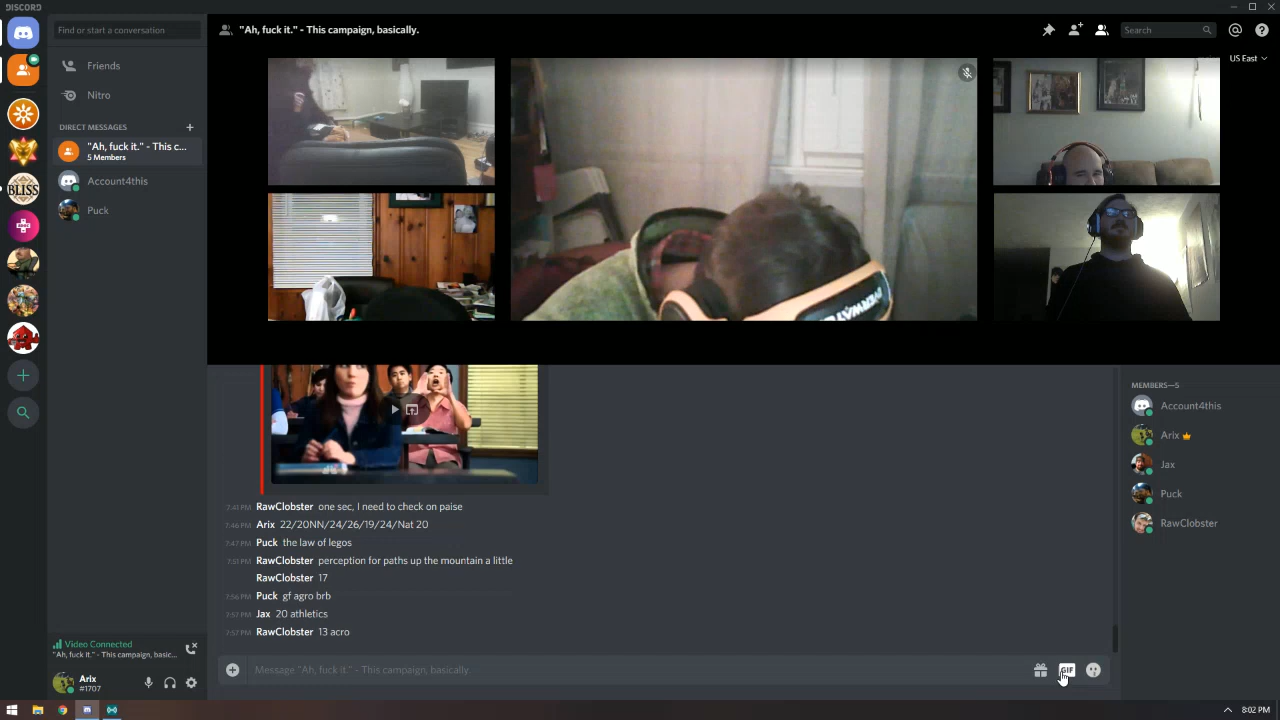 DISCORD
Find or start a conversation
"Ah, fuck it." - This campaign, basically.
Search
US East
Friends
Nitro
DIRECT MESSAGES
"Ah, fuck it." - This c...
5 Members
Account4this
Puck
BLISS
MEMBERS—5
Account4this
Arix
Jax
Puck
RawClobster
7:41 PM RawClobster one sec, I need to check on paise
7:46 PM Arix 22/20NN/24/26/19/24/Nat 20
7:47 PM Puck the law of legos
7:51 PM RawClobster perception for paths up the mountain a little
RawClobster 17
7:56 PM Puck gf agro brb
7:57 PM Jax 20 athletics
7:57 PM RawClobster 13 acro
Video Connected
"Ah, fuck it." - This campaign, basic...
Arix
#1707
Message "Ah, fuck it." - This campaign, basically.
GIF
8:02 PM